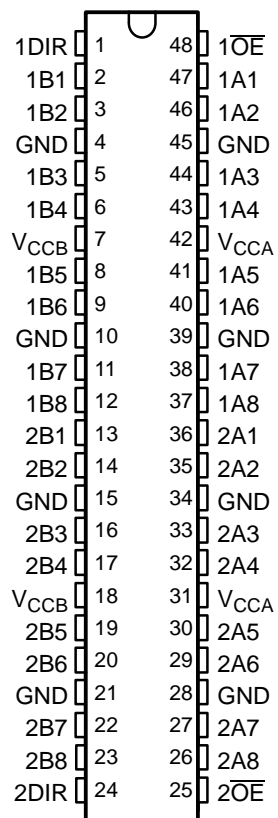 1DIR 1 48 1O̅E̅
1B1 2 47 1A1
1B2 3 46 1A2
GND 4 45 GND
1B3 5 44 1A3
1B4 6 43 1A4
VCCB 7 42 VCCA
1B5 8 41 1A5
1B6 9 40 1A6
GND 10 39 GND
1B7 11 38 1A7
1B8 12 37 1A8
2B1 13 36 2A1
2B2 14 35 2A2
GND 15 34 GND
2B3 16 33 2A3
2B4 17 32 2A4
VCCB 18 31 VCCA
2B5 19 30 2A5
2B6 20 29 2A6
GND 21 28 GND
2B7 22 27 2A7
2B8 23 26 2A8
2DIR 24 25 2O̅E̅